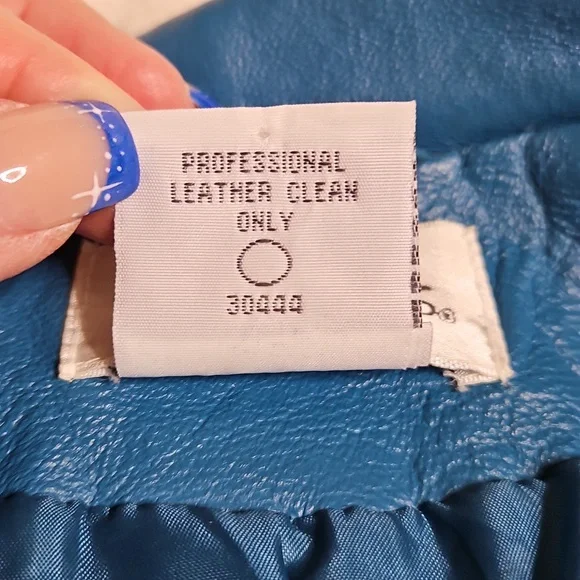 PROFESSIONAL
LEATHER CLEAN
ONLY
30444